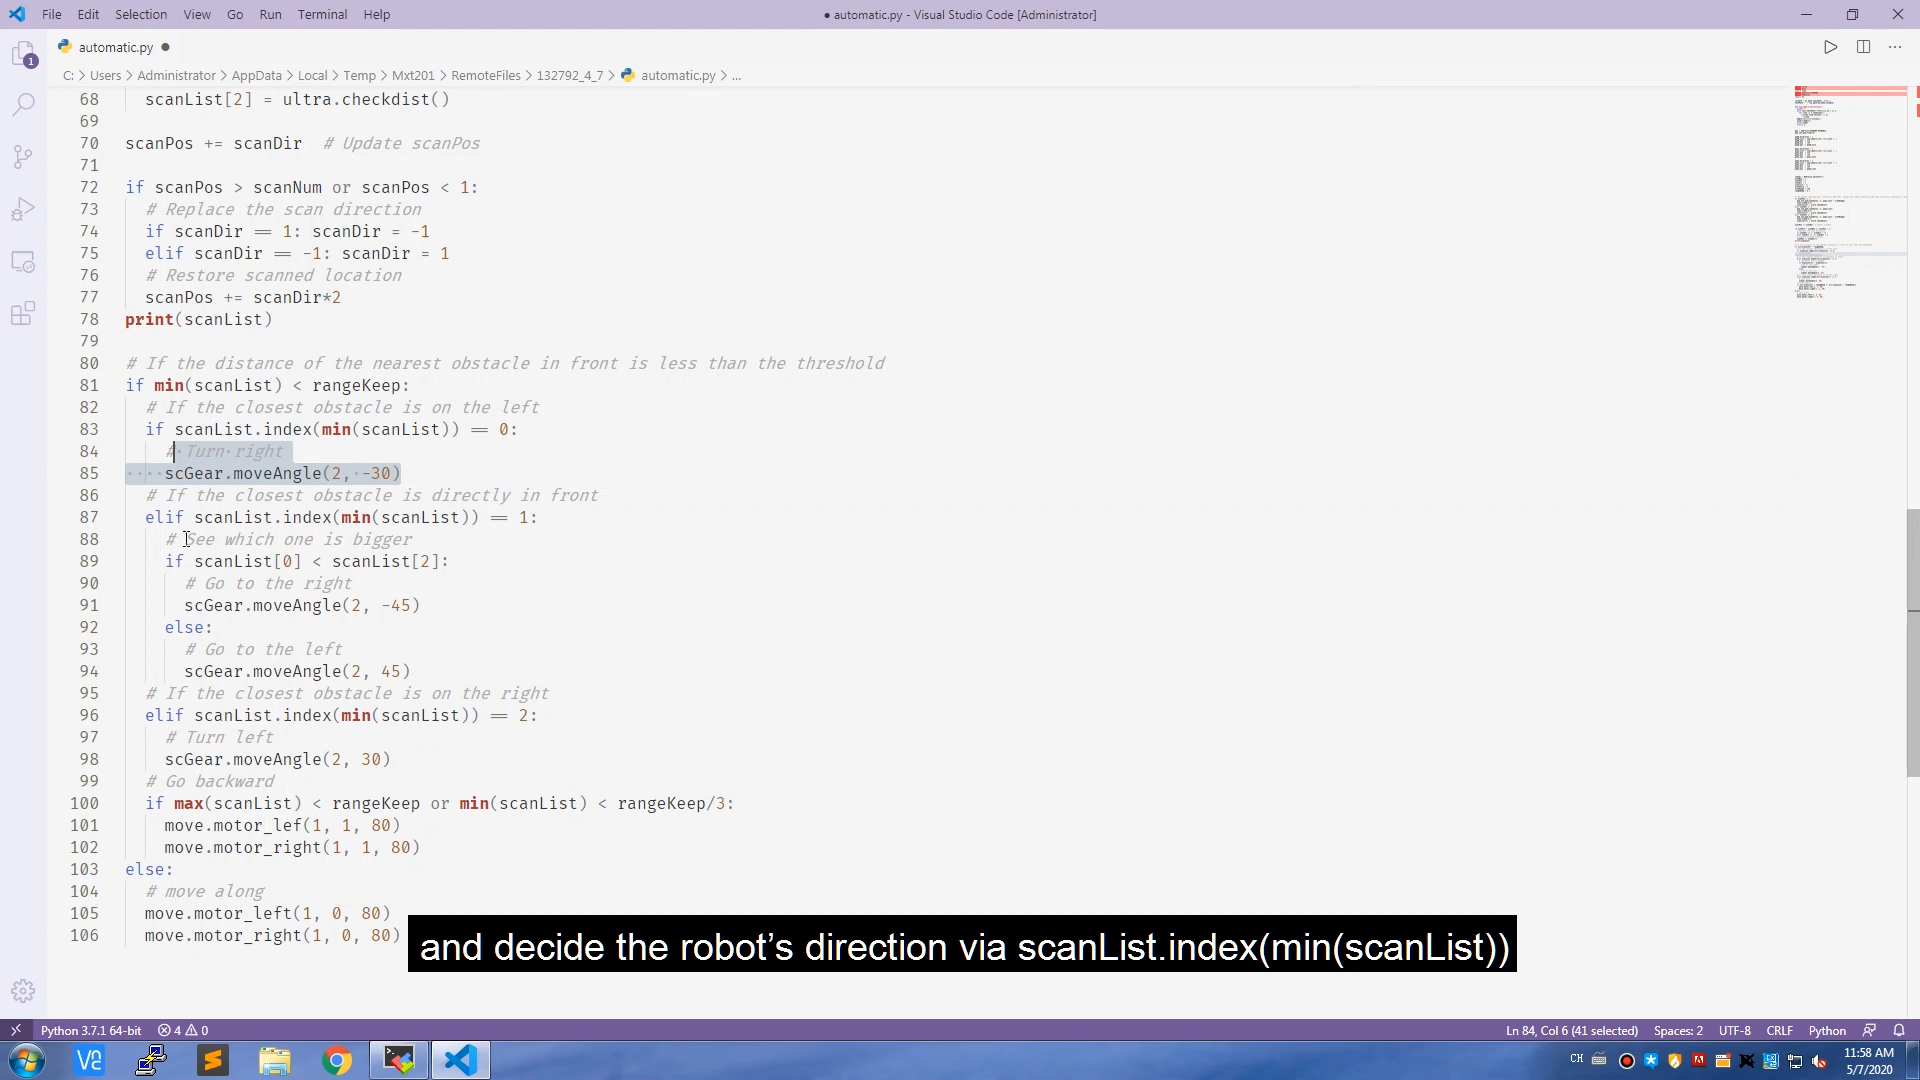 File Edit Selection View Go Run Terminal Help
● automatic.py - Visual Studio Code [Administrator]
automatic.py ●
C: > Users > Administrator > AppData > Local > Temp > Mxt201 > RemoteFiles > 132792_4_7 > automatic.py > ...
1
68 scanList[2] = ultra.checkdist()
69
70 scanPos += scanDir # Update scanPos
71
72 if scanPos > scanNum or scanPos < 1:
73 # Replace the scan direction
74 if scanDir == 1: scanDir = -1
75 elif scanDir == -1: scanDir = 1
76 # Restore scanned location
77 scanPos += scanDir*2
78 print(scanList)
79
80 # If the distance of the nearest obstacle in front is less than the threshold
81 if min(scanList) < rangeKeep:
82 # If the closest obstacle is on the left
83 if scanList.index(min(scanList)) == 0:
84 # Turn right
85 scGear.moveAngle(2, -30)
86 # If the closest obstacle is directly in front
87 elif scanList.index(min(scanList)) == 1:
88 # See which one is bigger
89 if scanList[0] < scanList[2]:
90 # Go to the right
91 scGear.moveAngle(2, -45)
92 else:
93 # Go to the left
94 scGear.moveAngle(2, 45)
95 # If the closest obstacle is on the right
96 elif scanList.index(min(scanList)) == 2:
97 # Turn left
98 scGear.moveAngle(2, 30)
99 # Go backward
100 if max(scanList) < rangeKeep or min(scanList) < rangeKeep/3:
101 move.motor_lef(1, 1, 80)
102 move.motor_right(1, 1, 80)
103 else:
104 # move along
105 move.motor_left(1, 0, 80)
106 move.motor_right(1, 0, 80)
and decide the robot’s direction via scanList.index(min(scanList))
Python 3.7.1 64-bit 4 0
Ln 84, Col 6 (41 selected) Spaces: 2 UTF-8 CRLF Python
CH
11:58 AM
5/7/2020